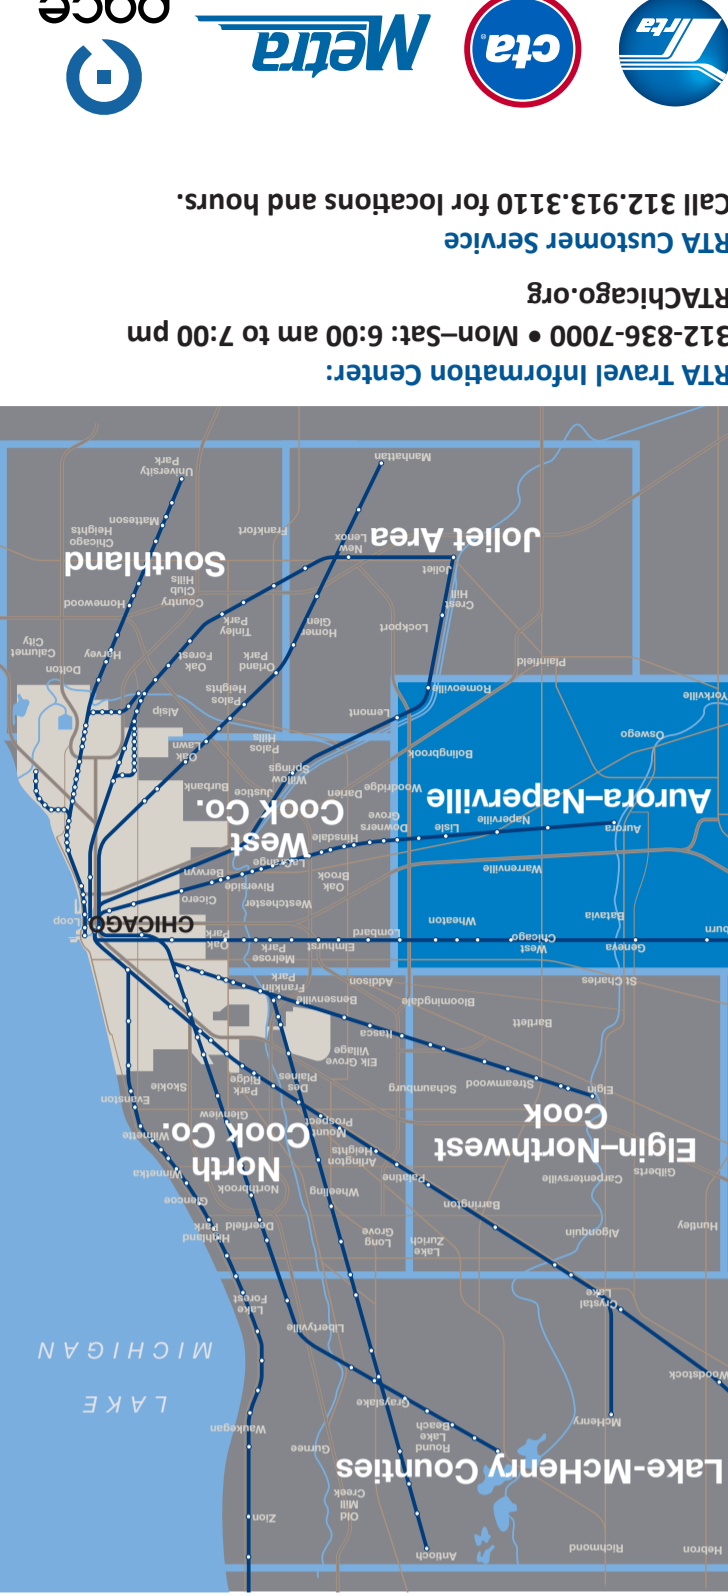 Hebron
Richmond
Antioch
Old
Mill
Creek
Zion
Lake-McHenry Counties
Gurnee
Round
Lake
Beach
McHenry
Waukegan
Grayslake
LAKE
MICHIGAN
Woodstock
Libertyville
Crystal
Lake
Lake
Forest
Lake
Zurich
Long
Grove
Highland
Park
Huntley
Algonquin
Deerfield
Glencoe
Barrington
Northbrook
Wheeling
Palatine
Carpentersville
Gilberts
North
Cook Co.
Winnetka
Arlington
Heights
Elgin–Northwest
Cook
Mount
Prospect
Wilmette
Glenview
Evanston
Elgin
Streamwood
Schaumburg
Des
Plaines
Park
Ridge
Skokie
Elk Grove
Village
Itasca
Bartlett
Bloomingdale
Bensenville
St Charles
Addison
Franklin
Park
Melrose
Park
Geneva
West
Chicago
Lombard
Elmhurst
Oak
Park
CHICAGO
Loop
Batavia
Wheaton
Westchester
Cicero
Oak
Brook
Riverside
Berwyn
Warrenville
LaGrange
West
Cook Co.
Aurora
Naperville
Lisle
Downers
Grove
Hinsdale
Aurora–Naperville
Woodridge
Darien
Justice
Burbank
Willow
Springs
Bolingbrook
Palos
Hills
Oak
Lawn
Oswego
Lemont
Alsip
Yorkville
Romeoville
Palos
Heights
Plainfield
Orland
Park
Oak
Forest
Harvey
Dolton
Calumet
City
Lockport
Homer
Glen
Tinley
Park
Crest
Hill
Country
Club
Hills
Homewood
Joliet
Southland
Joliet Area
New
Lenox
Frankfort
Chicago
Heights
Matteson
Manhattan
University
Park
RTA Travel Information Center:
312-836-7000 • Mon–Sat: 6:00 am to 7:00 pm
RTAChicago.org
RTA Customer Service
Call 312.913.3110 for locations and hours.
rta
cta®
Metra
pace